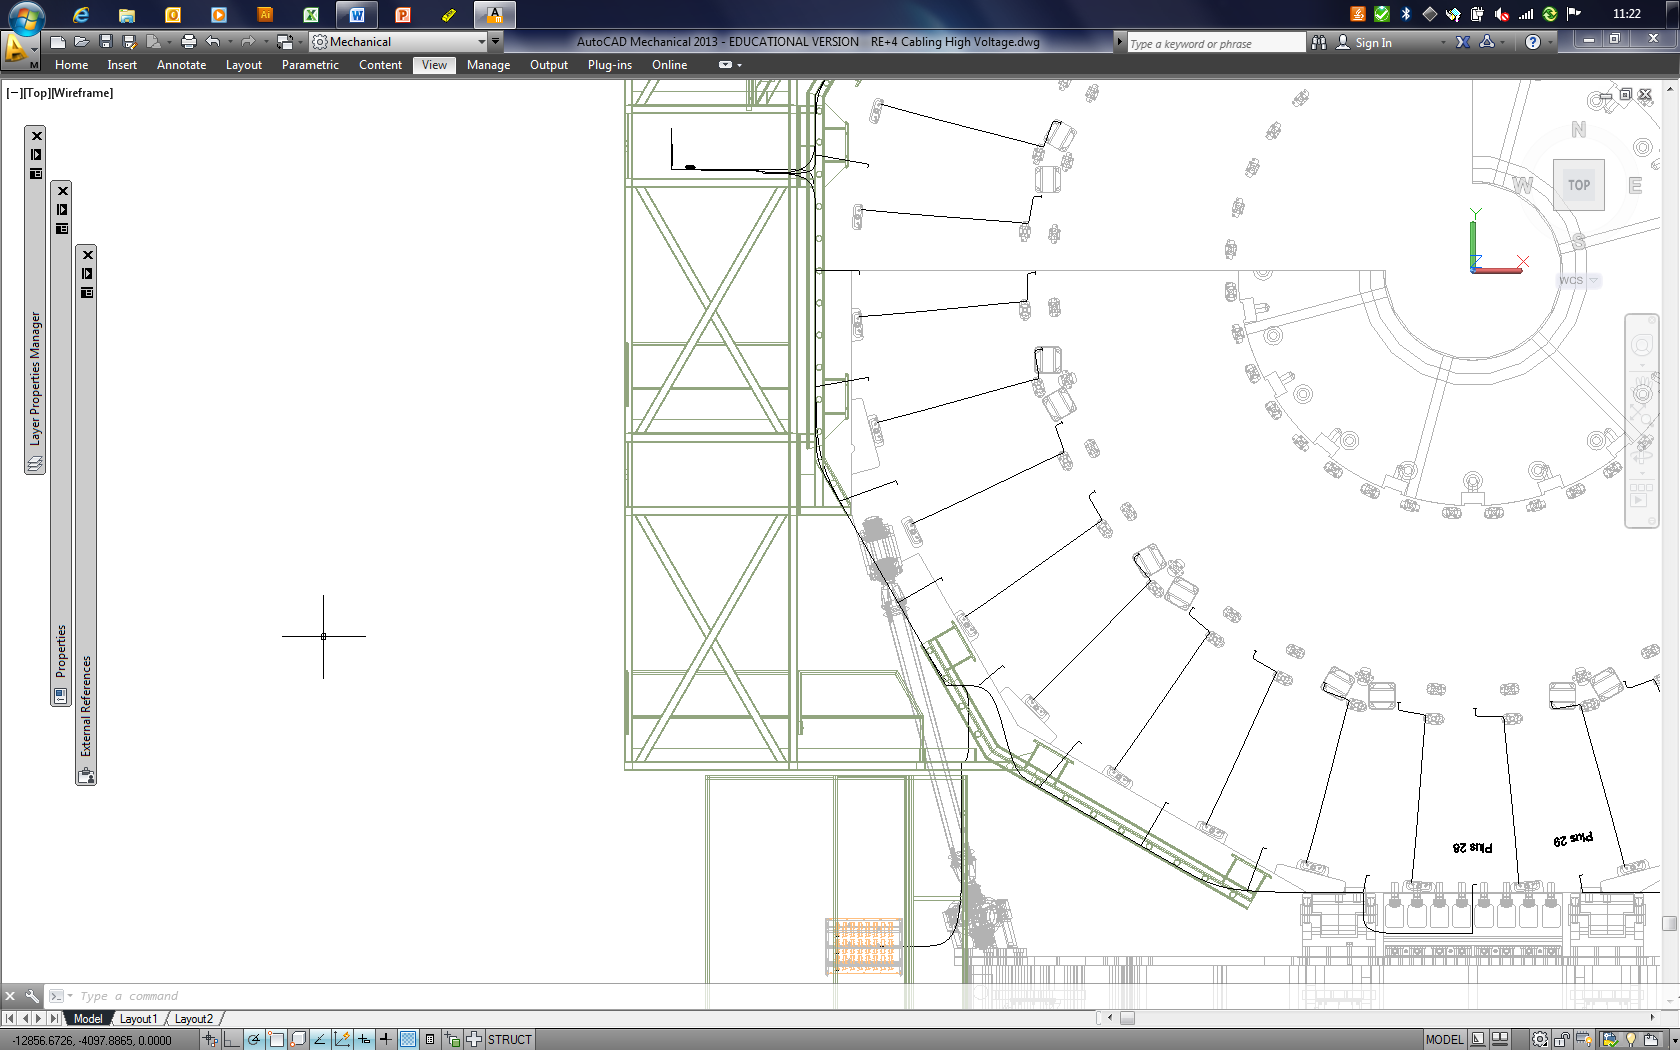 Ai
W
P
A
11:22
Mechanical
AutoCAD Mechanical 2013 - EDUCATIONAL VERSION RE+4 Cabling High Voltage.dwg
Type a keyword or phrase
Sign In
M
Home Insert Annotate Layout Parametric Content View Manage Output Plug-ins Online
[−][Top][Wireframe]
N
W TOP E
S
Y
X
Z
WCS
Layer Properties Manager
Properties
External References
Plus 28
Plus 29
Type a command
Model Layout1 Layout2
-12856.6726, -4097.8865, 0.0000
STRUCT
MODEL